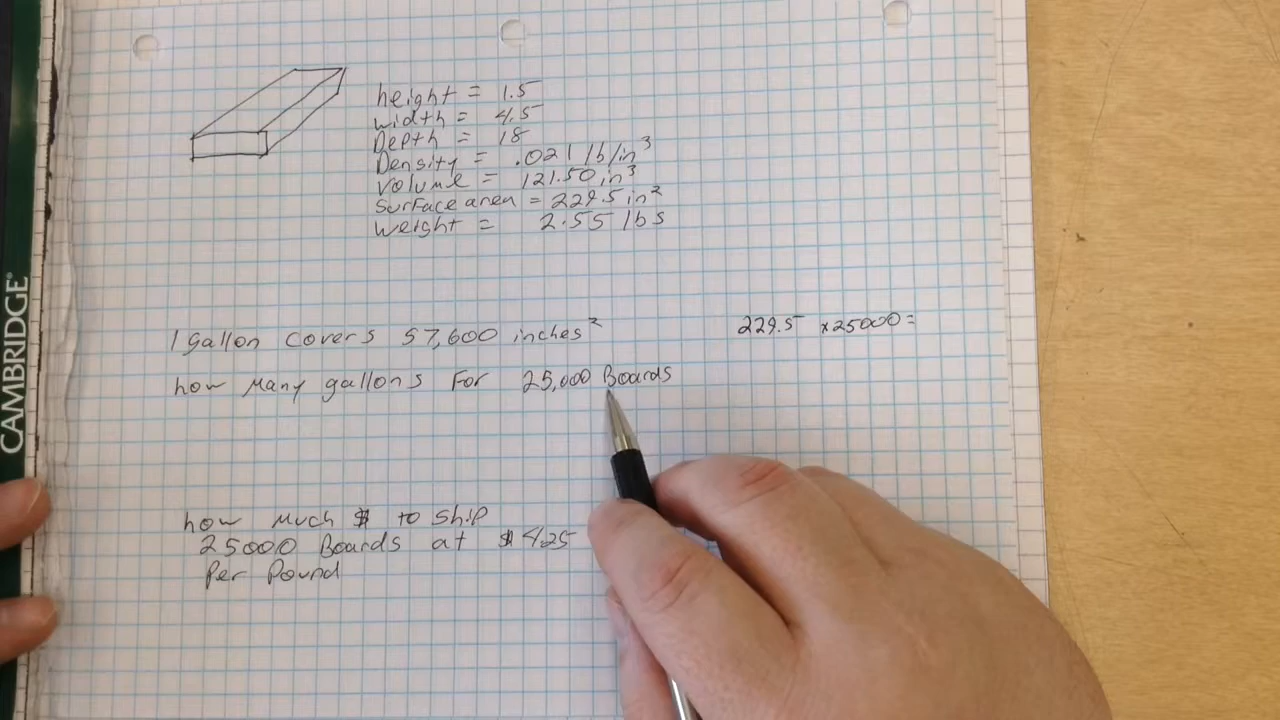 height = 1.5
width = 4.5
Depth = 18
Density = .021 lb/in³
Volume = 121.50 in³
Surface area = 229.5 in²
Weight = 2.55 lbs
1 Gallon covers 57,600 inches²
229.5 x25000=
how many gallons for 25,000 Boards
how much $ to ship
25000 Boards at $4.25
Per Pound
CAMBRIDGE®